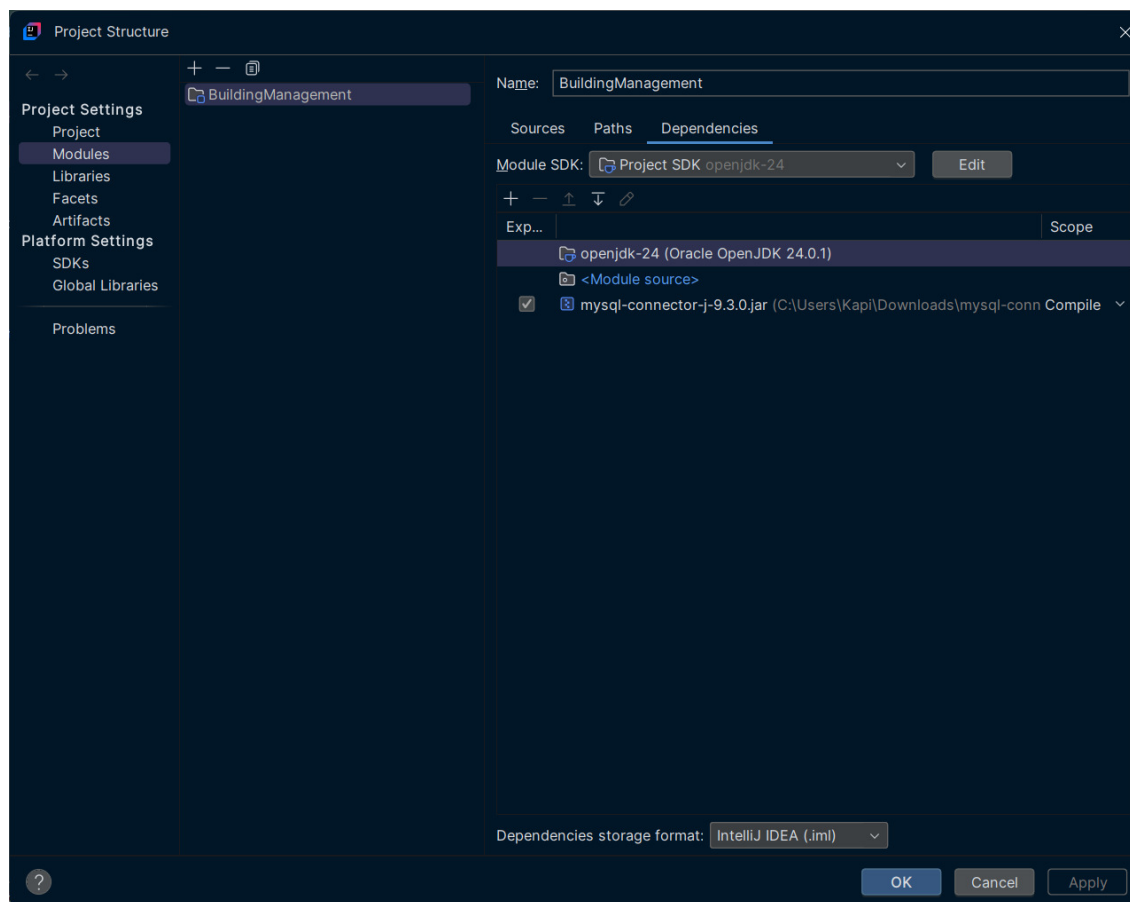 Project Structure
Project Settings
Project
Modules
Libraries
Facets
Artifacts
Platform Settings
SDKs
Global Libraries
Problems
BuildingManagement
Name: BuildingManagement
Sources Paths Dependencies
Module SDK: Project SDK openjdk-24 Edit
Exp... Scope
openjdk-24 (Oracle OpenJDK 24.0.1)
<Module source>
mysql-connector-j-9.3.0.jar (C:\Users\Kapi\Downloads\mysql-conn Compile
Dependencies storage format: IntelliJ IDEA (.iml)
? OK Cancel Apply